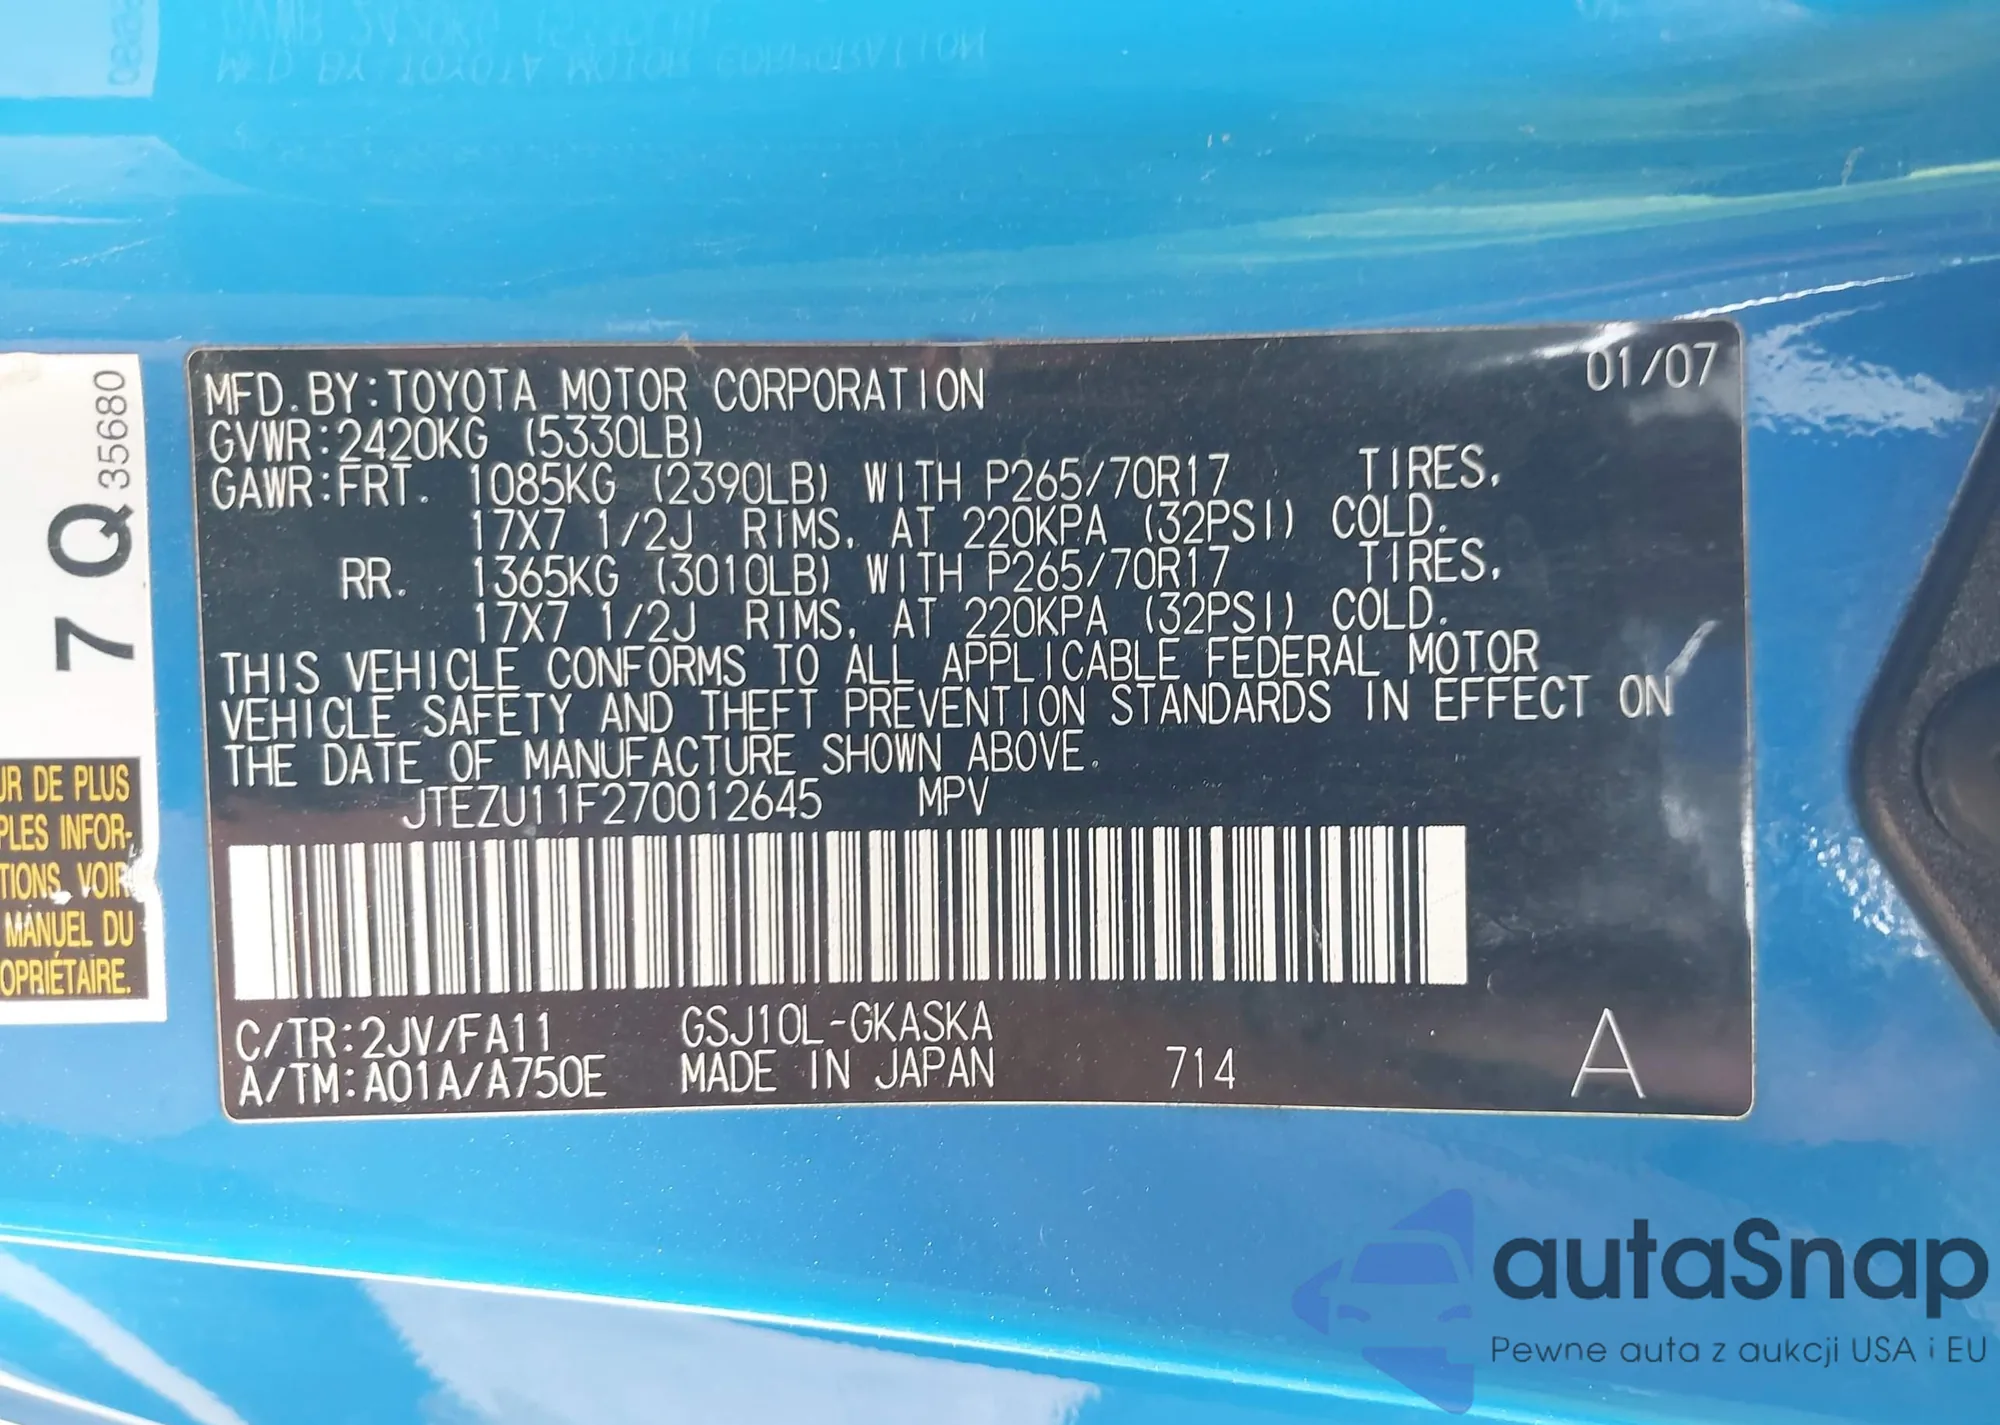 MFD. BY:TOYOTA MOTOR CORPORATION 01/07
GVWR:2420KG (5330LB)
GAWR:FRT. 1085KG (2390LB) WITH P265/70R17 TIRES,
17X7 1/2J RIMS, AT 220KPA (32PSI) COLD.
RR. 1365KG (3010LB) WITH P265/70R17 TIRES,
17X7 1/2J RIMS, AT 220KPA (32PSI) COLD.
THIS VEHICLE CONFORMS TO ALL APPLICABLE FEDERAL MOTOR
VEHICLE SAFETY AND THEFT PREVENTION STANDARDS IN EFFECT ON
THE DATE OF MANUFACTURE SHOWN ABOVE.
JTEZU11F270012645 MPV
C/TR:2JV/FA11 GSJ10L-GKASKA
A/TM:A01A/A750E MADE IN JAPAN 714 A
7 Q 35680
UR DE PLUS
PLES INFOR-
TIONS, VOIR
MANUEL DU
OPRIÉTAIRE.
autaSnap
Pewne auta z aukcji USA i EU